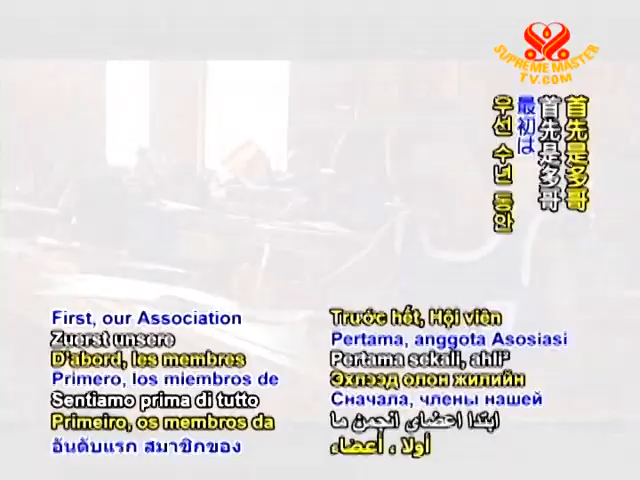 SUPREME MASTER
TV.COM
首先是多哥
首先是多哥
最初は
우선 수년 동안
First, our Association
Zuerst unsere
D'abord, les membres
Primero, los miembros de
Sentiamo prima di tutto
Primeiro, os membros da
อันดับแรก สมาชิกของ
Trước hết, Hội viên
Pertama, anggota Asosiasi
Pertama sekali, ahli²
Эхлээд олон жилийн
Сначала, члены нашей
ابتدا اعضای انجمن ما
أولا ، أعضاء